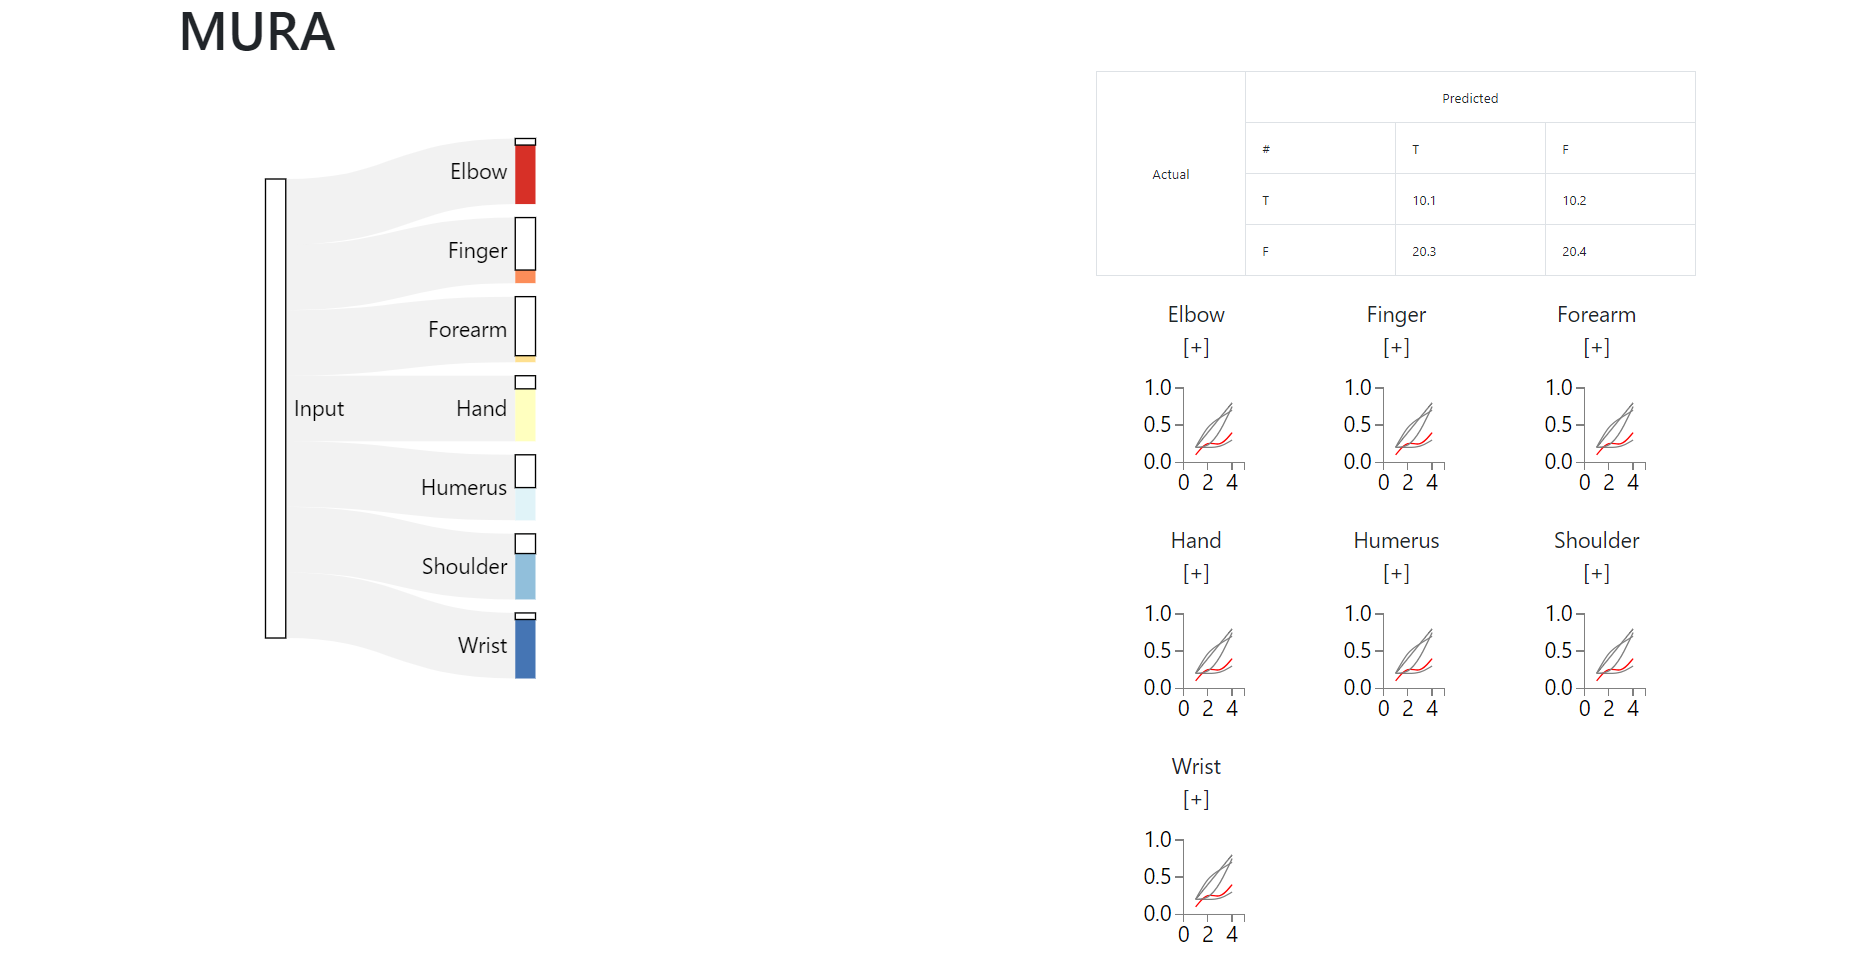 MURA
Elbow
Finger
Forearm
Input
Hand
Humerus
Shoulder
Wrist
Predicted
Actual
# T F
T 10.1 10.2
F 20.3 20.4
Elbow Finger Forearm
[+] [+] [+]
1.0 1.0 1.0
0.5 0.5 0.5
0.0 0.0 0.0
0 2 4 0 2 4 0 2 4
Hand Humerus Shoulder
[+] [+] [+]
1.0 1.0 1.0
0.5 0.5 0.5
0.0 0.0 0.0
0 2 4 0 2 4 0 2 4
Wrist
[+]
1.0
0.5
0.0
0 2 4